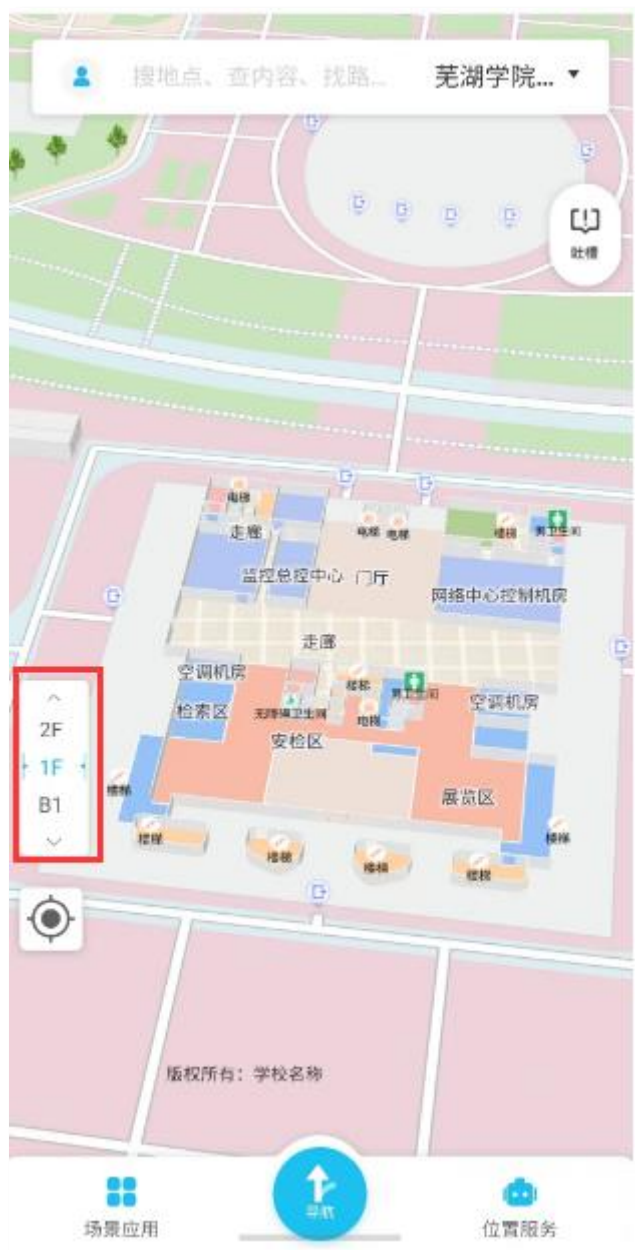 搜地点、查内容、找路...
芜湖学院... ▼
吐槽
电梯
走廊
电梯 电梯
楼梯
男卫生间
监控总控中心
门厅
网络中心控制机房
走廊
空调机房
楼梯
男卫生间
空调机房
检索区
无障碍卫生间
电梯
安检区
2F
1F
B1
楼梯
展览区
楼梯
楼梯
楼梯
楼梯
楼梯
版权所有：学校名称
导航
场景应用
位置服务